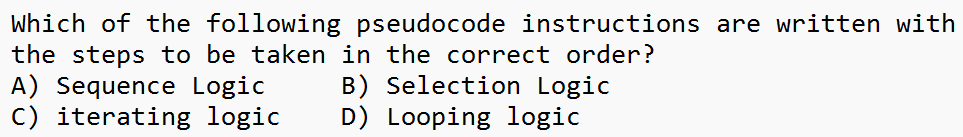 Which of the following pseudocode instructions are written with
the steps to be taken in the correct order?
A) Sequence Logic B) Selection Logic
C) iterating logic D) Looping logic